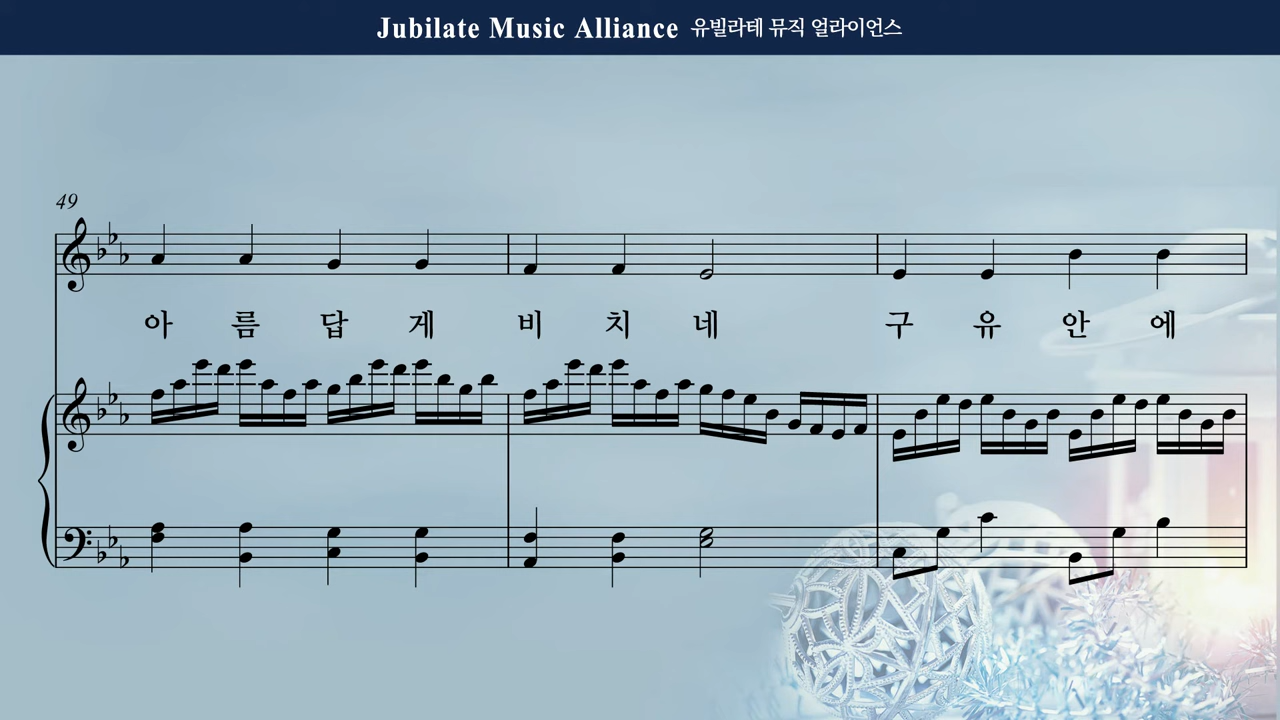 Jubilate Music Alliance 유빌라테 뮤직 얼라이언스
49
아 름 답 게 비 치 네 구 유 안 에